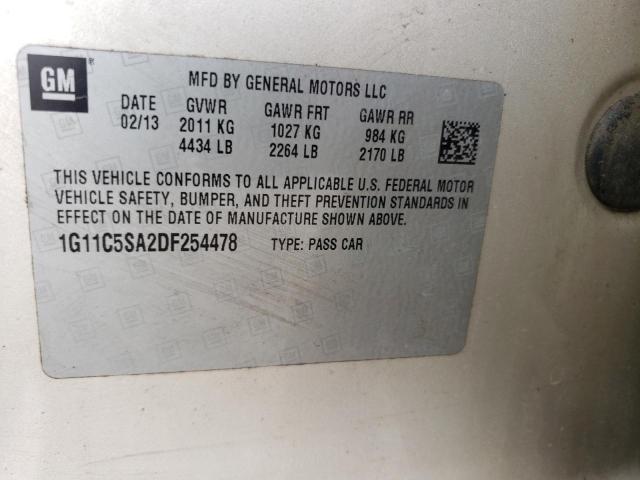 GM
MFD BY GENERAL MOTORS LLC
DATE GVWR GAWR FRT GAWR RR
02/13 2011 KG 1027 KG 984 KG
4434 LB 2264 LB 2170 LB
THIS VEHICLE CONFORMS TO ALL APPLICABLE U.S. FEDERAL MOTOR
VEHICLE SAFETY, BUMPER, AND THEFT PREVENTION STANDARDS IN
EFFECT ON THE DATE OF MANUFACTURE SHOWN ABOVE.
1G11C5SA2DF254478 TYPE: PASS CAR